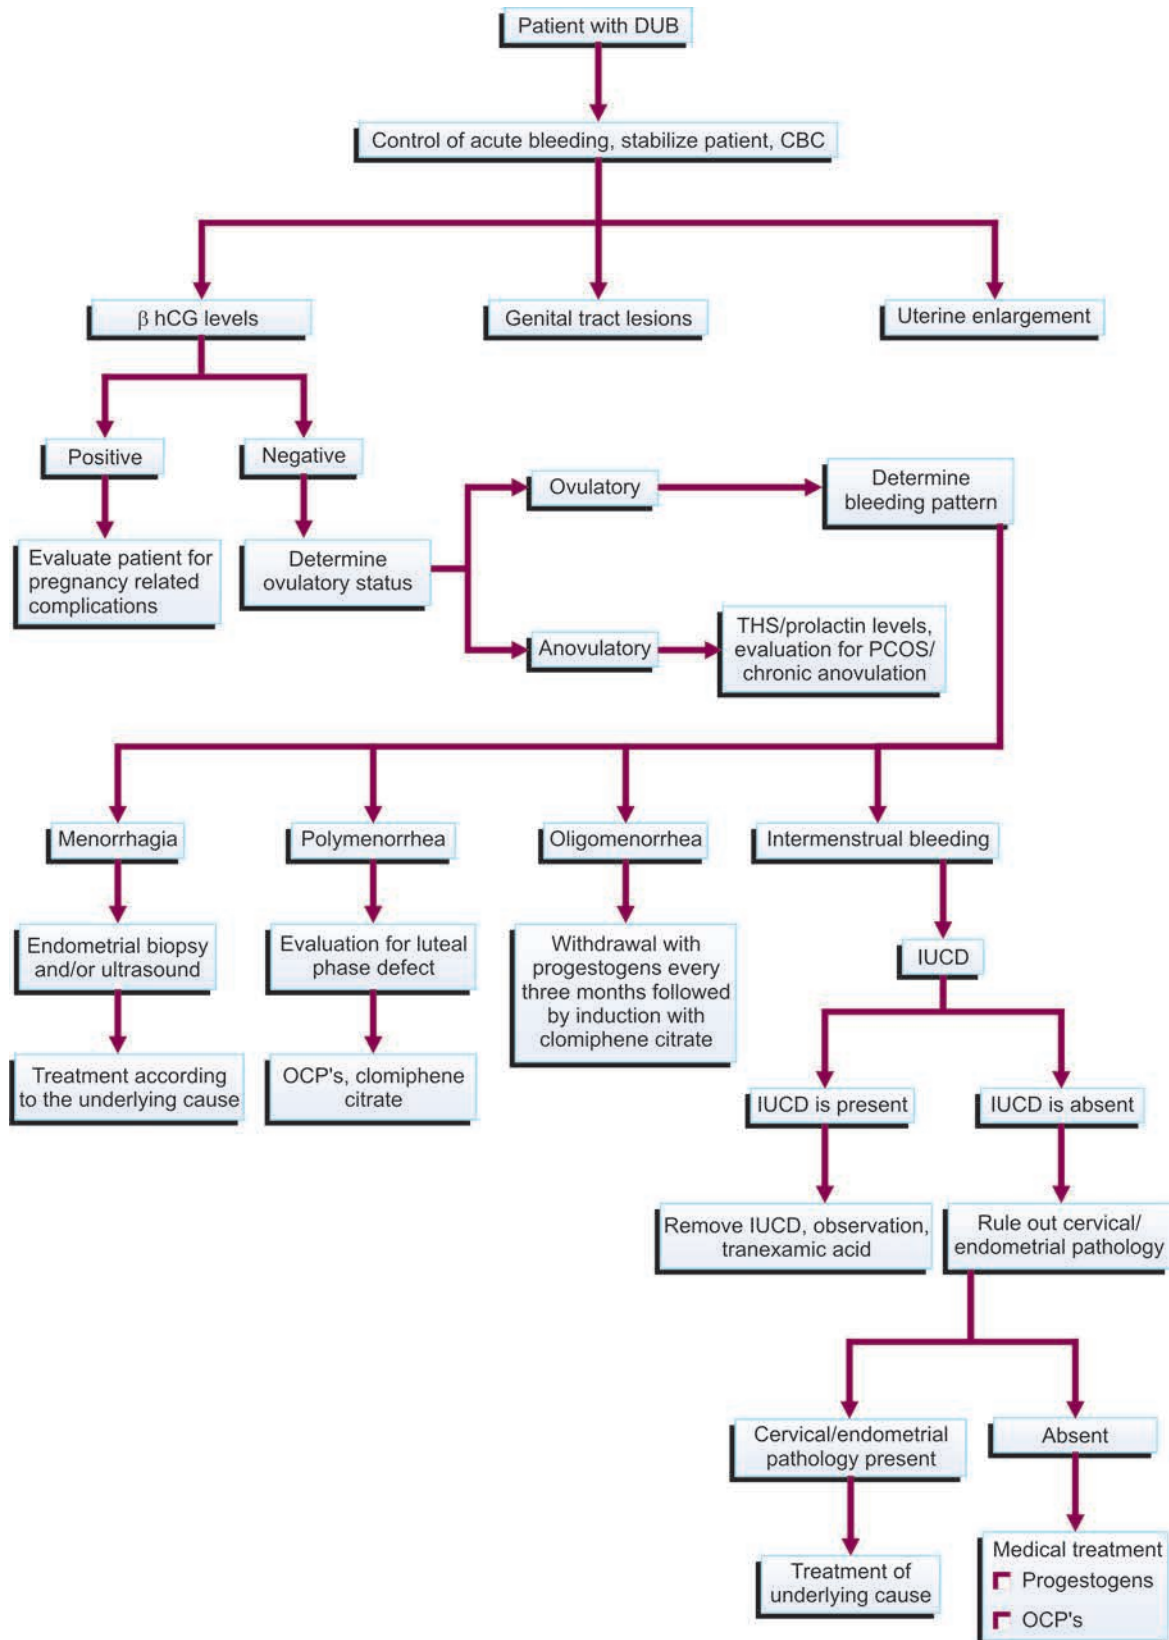 Patient with DUB
Control of acute bleeding, stabilize patient, CBC
β hCG levels
Genital tract lesions
Uterine enlargement
Positive
Negative
Ovulatory
Determine
bleeding pattern
Evaluate patient for
pregnancy related
complications
Determine
ovulatory status
Anovulatory
THS/prolactin levels,
evaluation for PCOS/
chronic anovulation
Menorrhagia
Polymenorrhea
Oligomenorrhea
Intermenstrual bleeding
Endometrial biopsy
and/or ultrasound
Evaluation for luteal
phase defect
Withdrawal with
progestogens every
three months followed
by induction with
clomiphene citrate
IUCD
Treatment according
to the underlying cause
OCP's, clomiphene
citrate
IUCD is present
IUCD is absent
Remove IUCD, observation,
tranexamic acid
Rule out cervical/
endometrial pathology
Cervical/endometrial
pathology present
Absent
Treatment of
underlying cause
Medical treatment
Progestogens
OCP's